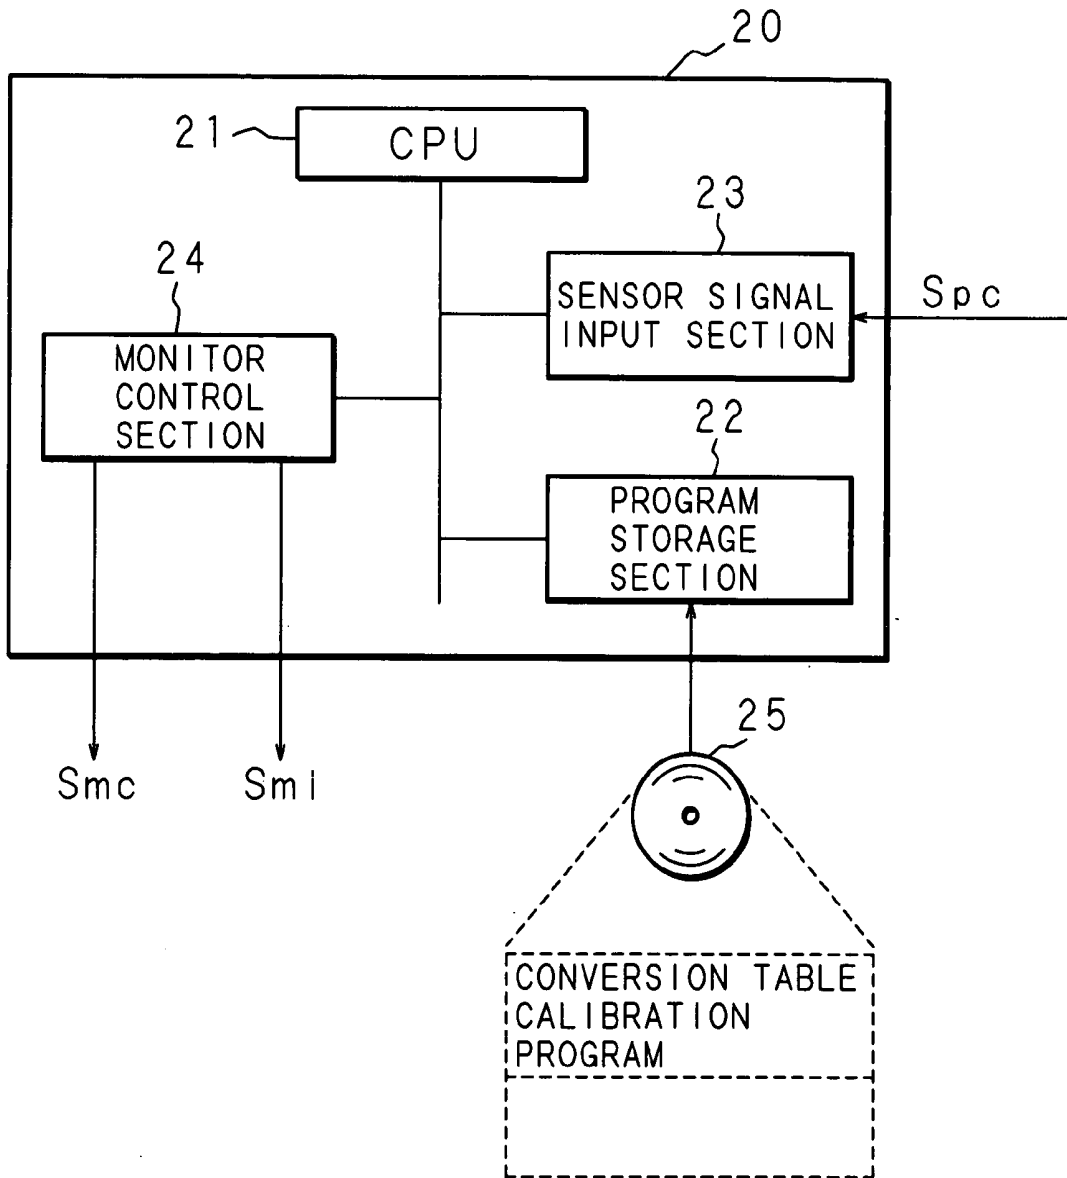 20
21
CPU
23
24
SENSOR SIGNAL
INPUT SECTION
Spc
MONITOR
CONTROL
SECTION
22
PROGRAM
STORAGE
SECTION
25
Smc
Smi
CONVERSION TABLE
CALIBRATION
PROGRAM